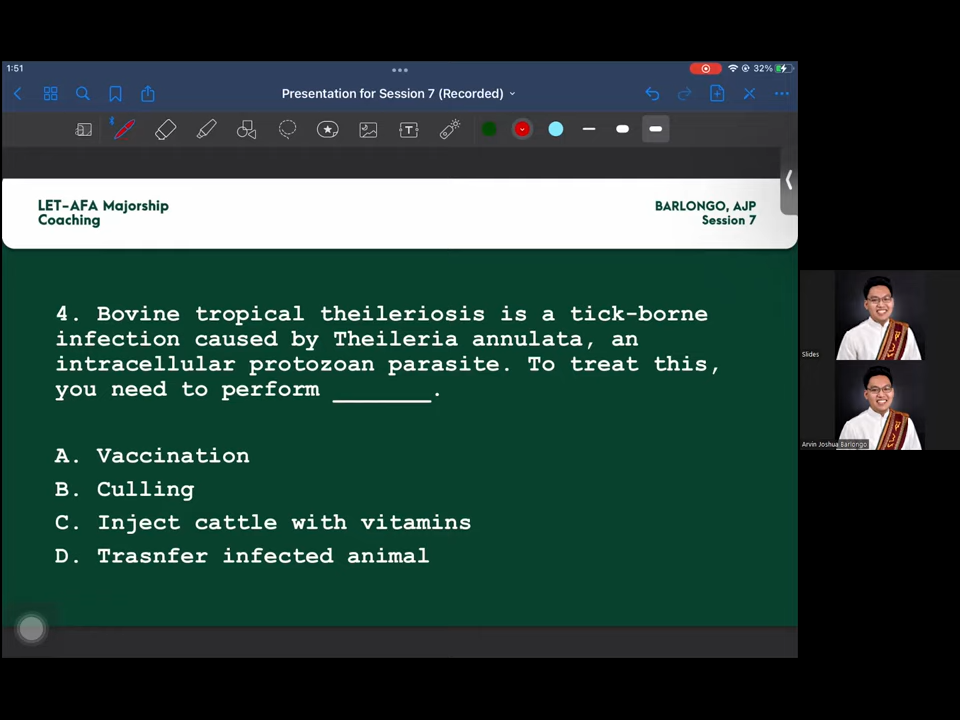 1:51
32%
Presentation for Session 7 (Recorded)
T
LET-AFA Majorship
Coaching
BARLONGO, AJP
Session 7
4. Bovine tropical theileriosis is a tick-borne
infection caused by Theileria annulata, an
intracellular protozoan parasite. To treat this,
you need to perform _______.
A. Vaccination
B. Culling
C. Inject cattle with vitamins
D. Trasnfer infected animal
Slides
Arvin Joshua Barlongo